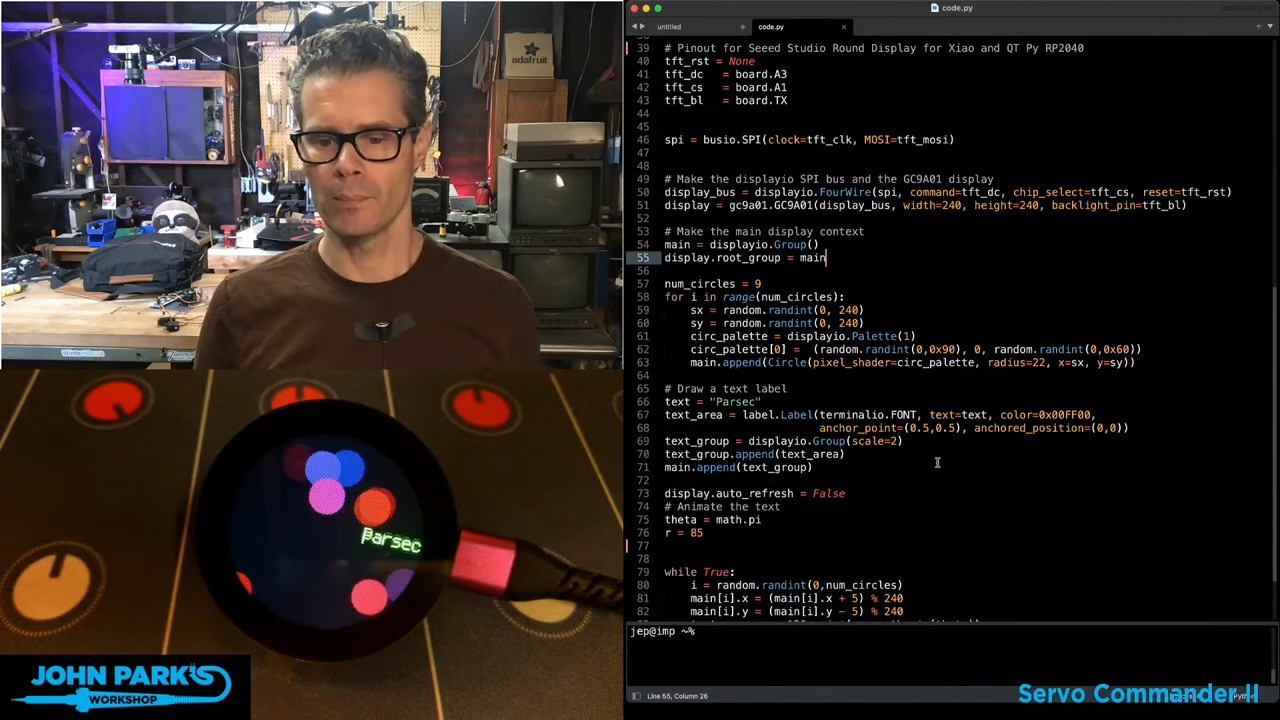 code.py
UNREGISTERED
untitled
code.py
39 # Pinout for Seeed Studio Round Display for Xiao and QT Py RP2040
40 tft_rst = None
41 tft_dc = board.A3
42 tft_cs = board.A1
43 tft_bl = board.TX
44
45
46 spi = busio.SPI(clock=tft_clk, MOSI=tft_mosi)
47
48
49 # Make the displayio SPI bus and the GC9A01 display
50 display_bus = displayio.FourWire(spi, command=tft_dc, chip_select=tft_cs, reset=tft_rst)
51 display = gc9a01.GC9A01(display_bus, width=240, height=240, backlight_pin=tft_bl)
52
53 # Make the main display context
54 main = displayio.Group()
55 display.root_group = main
56
57 num_circles = 9
58 for i in range(num_circles):
59 sx = random.randint(0, 240)
60 sy = random.randint(0, 240)
61 circ_palette = displayio.Palette(1)
62 circ_palette[0] = (random.randint(0,0x90), 0, random.randint(0,0x60))
63 main.append(Circle(pixel_shader=circ_palette, radius=22, x=sx, y=sy))
64
65 # Draw a text label
66 text = "Parsec"
67 text_area = label.Label(terminalio.FONT, text=text, color=0x00FF00,
68 anchor_point=(0.5,0.5), anchored_position=(0,0))
69 text_group = displayio.Group(scale=2)
70 text_group.append(text_area)
71 main.append(text_group)
72
73 display.auto_refresh = False
74 # Animate the text
75 theta = math.pi
76 r = 85
77
78
79 while True:
80 i = random.randint(0,num_circles)
81 main[i].x = (main[i].x + 5) % 240
82 main[i].y = (main[i].y - 5) % 240
jep@imp ~%
Line 55, Column 26
Servo Commander II
adafruit
Parsec
JOHN PARK'S
WORKSHOP